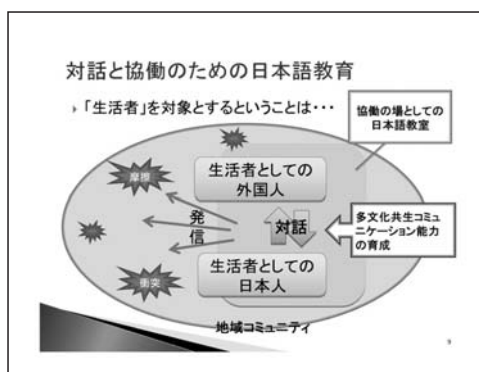 対話と協働のための日本語教育
「生活者」を対象とするということは・・・
協働の場としての
日本語教室
摩擦
生活者としての
外国人
発
信
対話
多文化共生コミュ
ニケーション能力
の育成
衝突
生活者としての
日本人
地域コミュニティ
9